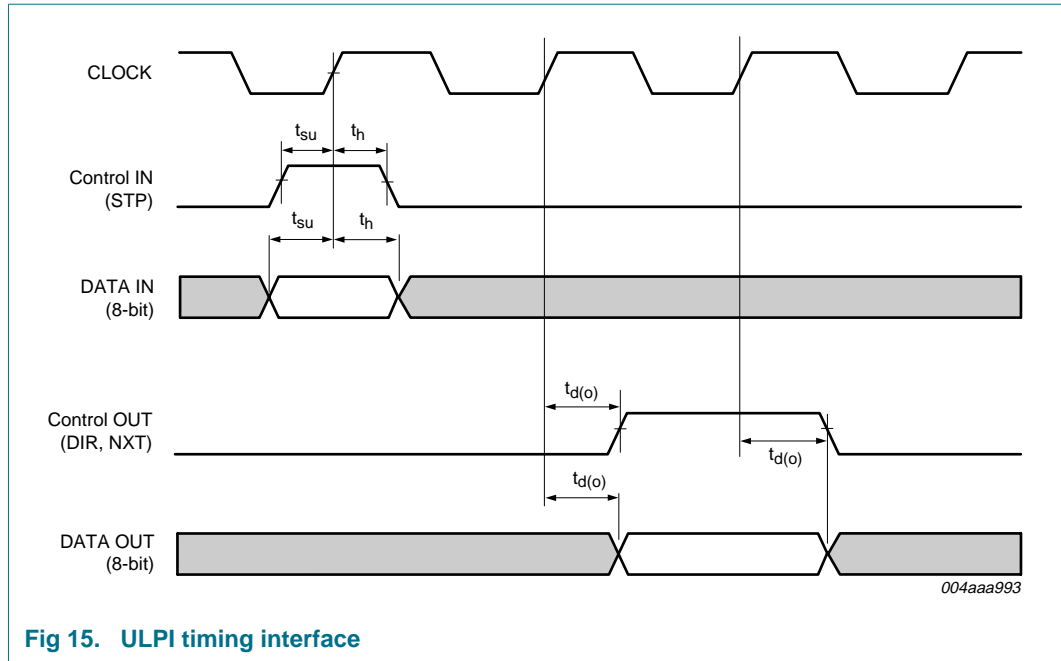 CLOCK
t_su t_h
Control IN
(STP)
t_su t_h
DATA IN
(8-bit)
t_d(o)
Control OUT
(DIR, NXT)
t_d(o)
t_d(o)
DATA OUT
(8-bit)
004aaa993
Fig 15. ULPI timing interface